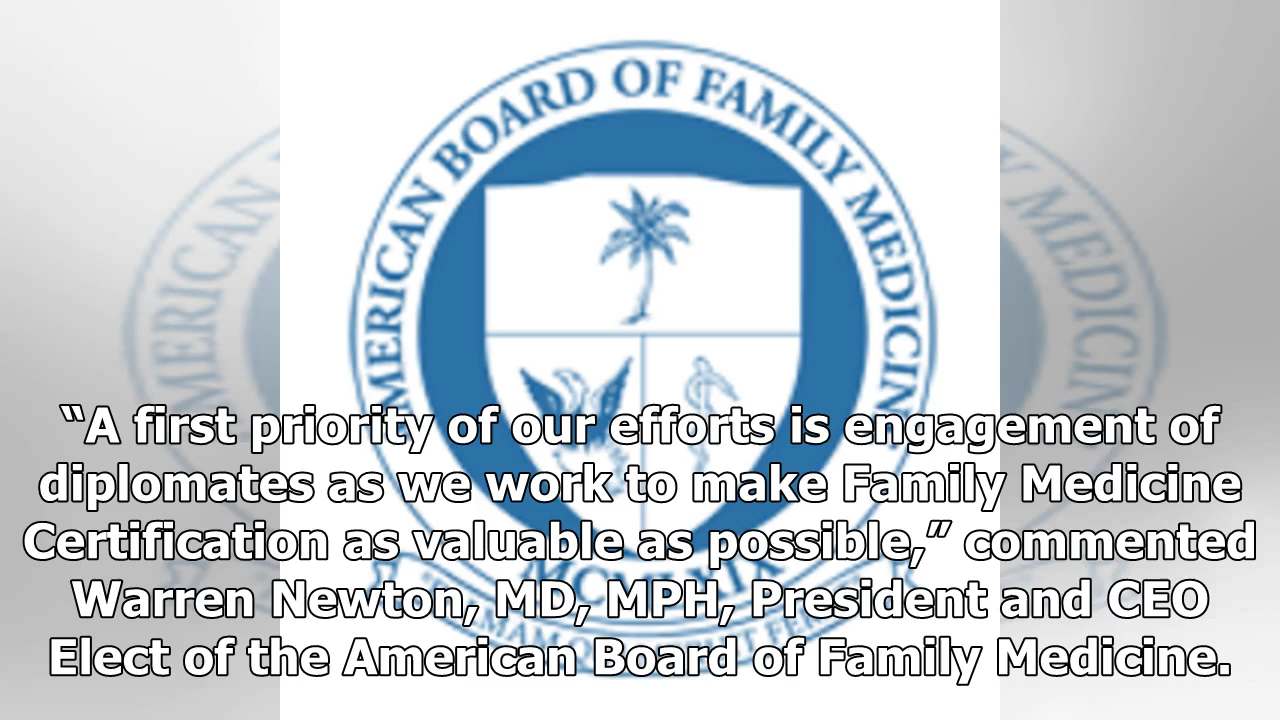 AMERICAN BOARD OF FAMILY MEDICINE
“A first priority of our efforts is engagement of
diplomates as we work to make Family Medicine
Certification as valuable as possible,” commented
Warren Newton, MD, MPH, President and CEO
Elect of the American Board of Family Medicine.